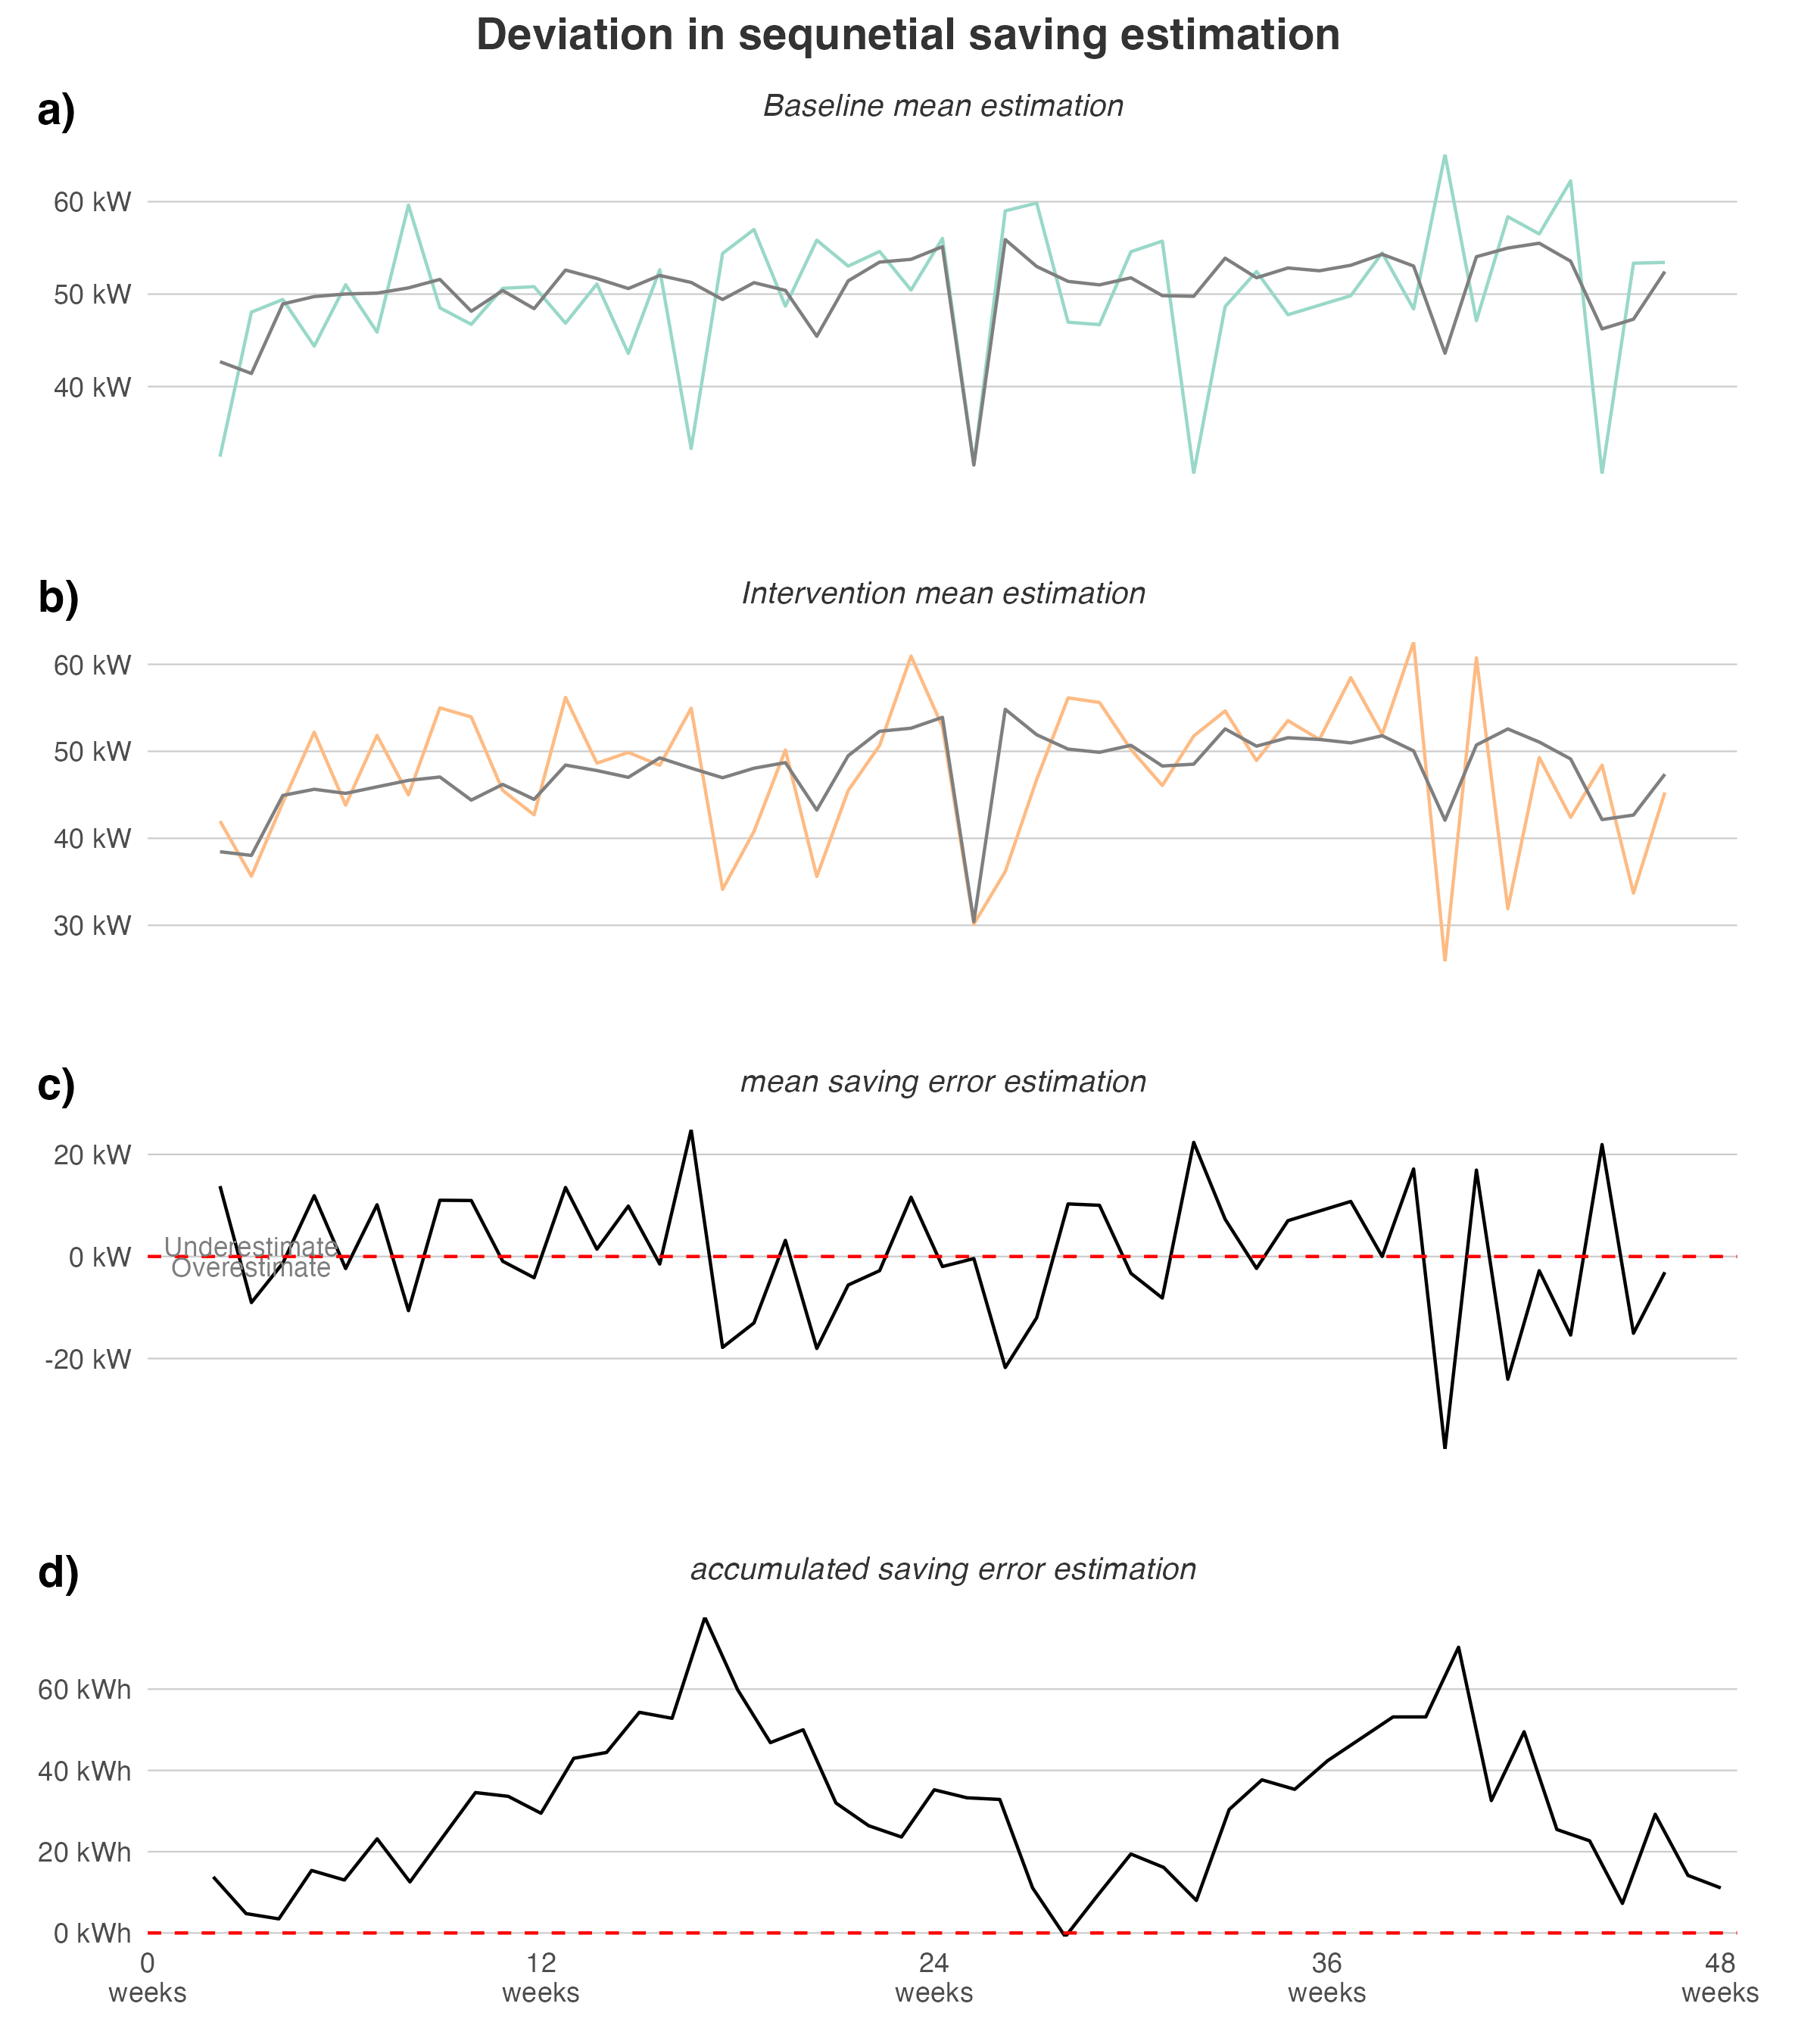 Deviation in sequnetial saving estimation
a)
Baseline mean estimation
60 kW
50 kW
40 kW
b)
Intervention mean estimation
60 kW
50 kW
40 kW
30 kW
c)
mean saving error estimation
20 kW
Underestimate
0 kW
Overestimate
-20 kW
d)
accumulated saving error estimation
60 kWh
40 kWh
20 kWh
0 kWh
0 12 24 36 48
weeks weeks weeks weeks weeks